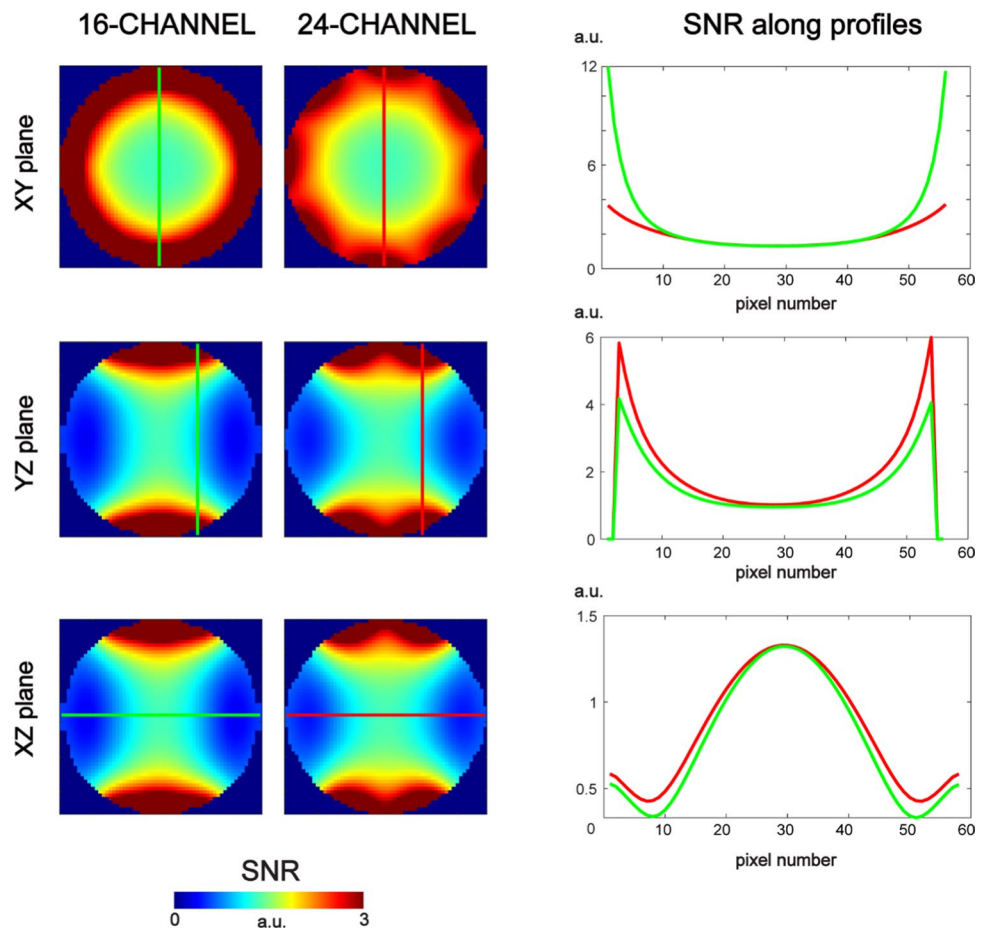 16-CHANNEL
24-CHANNEL
SNR along profiles
a.u.
XY plane
12
6
0
10
20
30
40
50
60
pixel number
a.u.
YZ plane
6
4
2
0
10
20
30
40
50
60
pixel number
a.u.
XZ plane
1.5
1
0.5
0
10
20
30
40
50
60
pixel number
SNR
0
a.u.
3